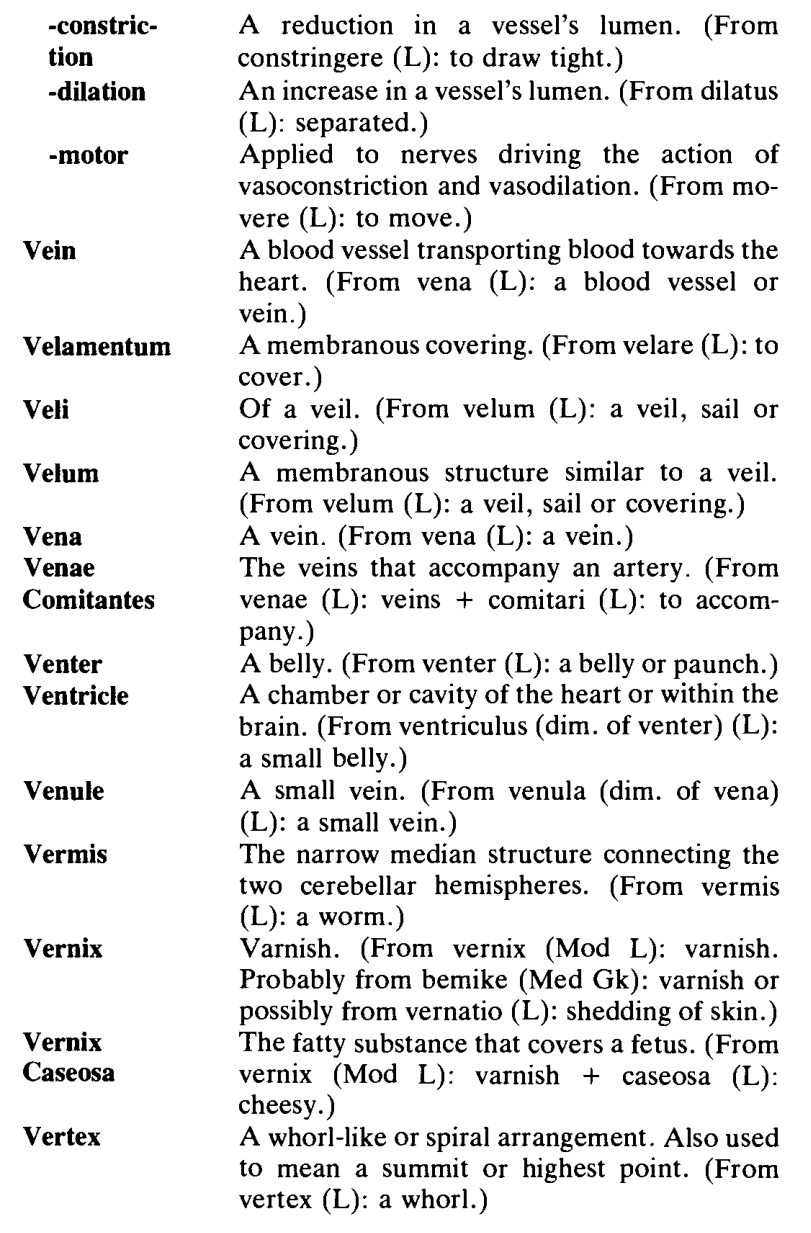 -constric- A reduction in a vessel's lumen. (From
tion constringere (L): to draw tight.)
-dilation An increase in a vessel's lumen. (From dilatus
(L): separated.)
-motor Applied to nerves driving the action of
vasoconstriction and vasodilation. (From mo-
vere (L): to move.)
Vein A blood vessel transporting blood towards the
heart. (From vena (L): a blood vessel or
vein.)
Velamentum A membranous covering. (From velare (L): to
cover.)
Veli Of a veil. (From velum (L): a veil, sail or
covering.)
Velum A membranous structure similar to a veil.
(From velum (L): a veil, sail or covering.)
Vena A vein. (From vena (L): a vein.)
Venae The veins that accompany an artery. (From
Comitantes venae (L): veins + comitari (L): to accom-
pany.)
Venter A belly. (From venter (L): a belly or paunch.)
Ventricle A chamber or cavity of the heart or within the
brain. (From ventriculus (dim. of venter) (L):
a small belly.)
Venule A small vein. (From venula (dim. of vena)
(L): a small vein.)
Vermis The narrow median structure connecting the
two cerebellar hemispheres. (From vermis
(L): a worm.)
Vernix Varnish. (From vernix (Mod L): varnish.
Probably from bemike (Med Gk): varnish or
possibly from vernatio (L): shedding of skin.)
Vernix The fatty substance that covers a fetus. (From
Caseosa vernix (Mod L): varnish + caseosa (L):
cheesy.)
Vertex A whorl-like or spiral arrangement. Also used
to mean a summit or highest point. (From
vertex (L): a whorl.)